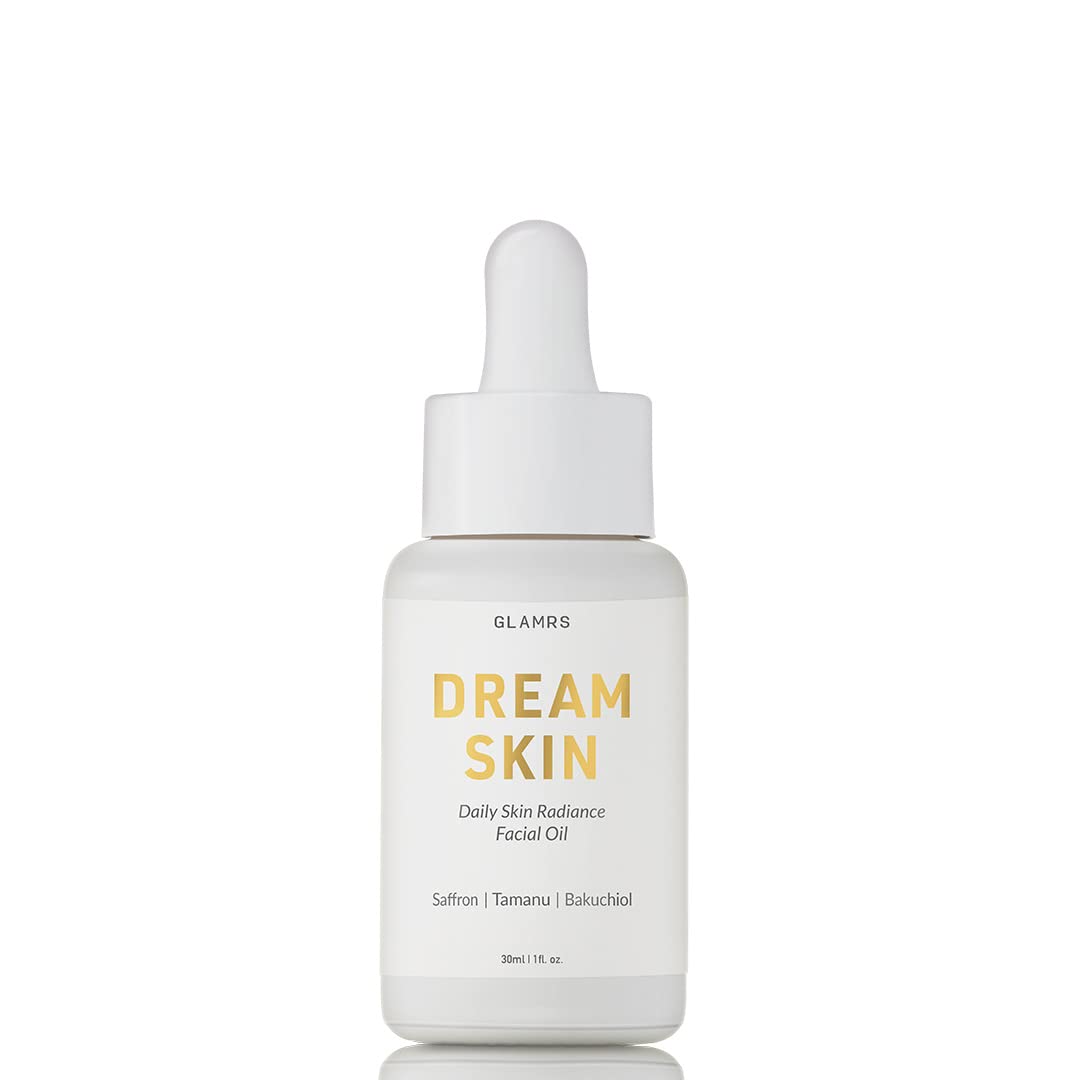 GLAMRS
DREAM
SKIN
Daily Skin Radiance
Facial Oil
Saffron | Tamanu | Bakuchiol
30ml | 1fl. oz.